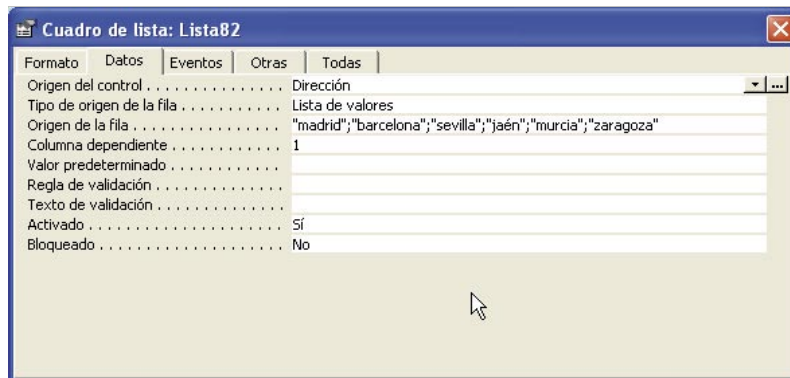 Cuadro de lista: Lista82
Formato Datos Eventos Otras Todas
Origen del control . . . . . . . . . . . . . . . Dirección
Tipo de origen de la fila . . . . . . . . . . . Lista de valores
Origen de la fila . . . . . . . . . . . . . . . . "madrid";"barcelona";"sevilla";"jaén";"murcia";"zaragoza"
Columna dependiente . . . . . . . . . . . . 1
Valor predeterminado . . . . . . . . . . . .
Regla de validación . . . . . . . . . . . . . .
Texto de validación . . . . . . . . . . . . . .
Activado . . . . . . . . . . . . . . . . . . . . . . Sí
Bloqueado . . . . . . . . . . . . . . . . . . . . No